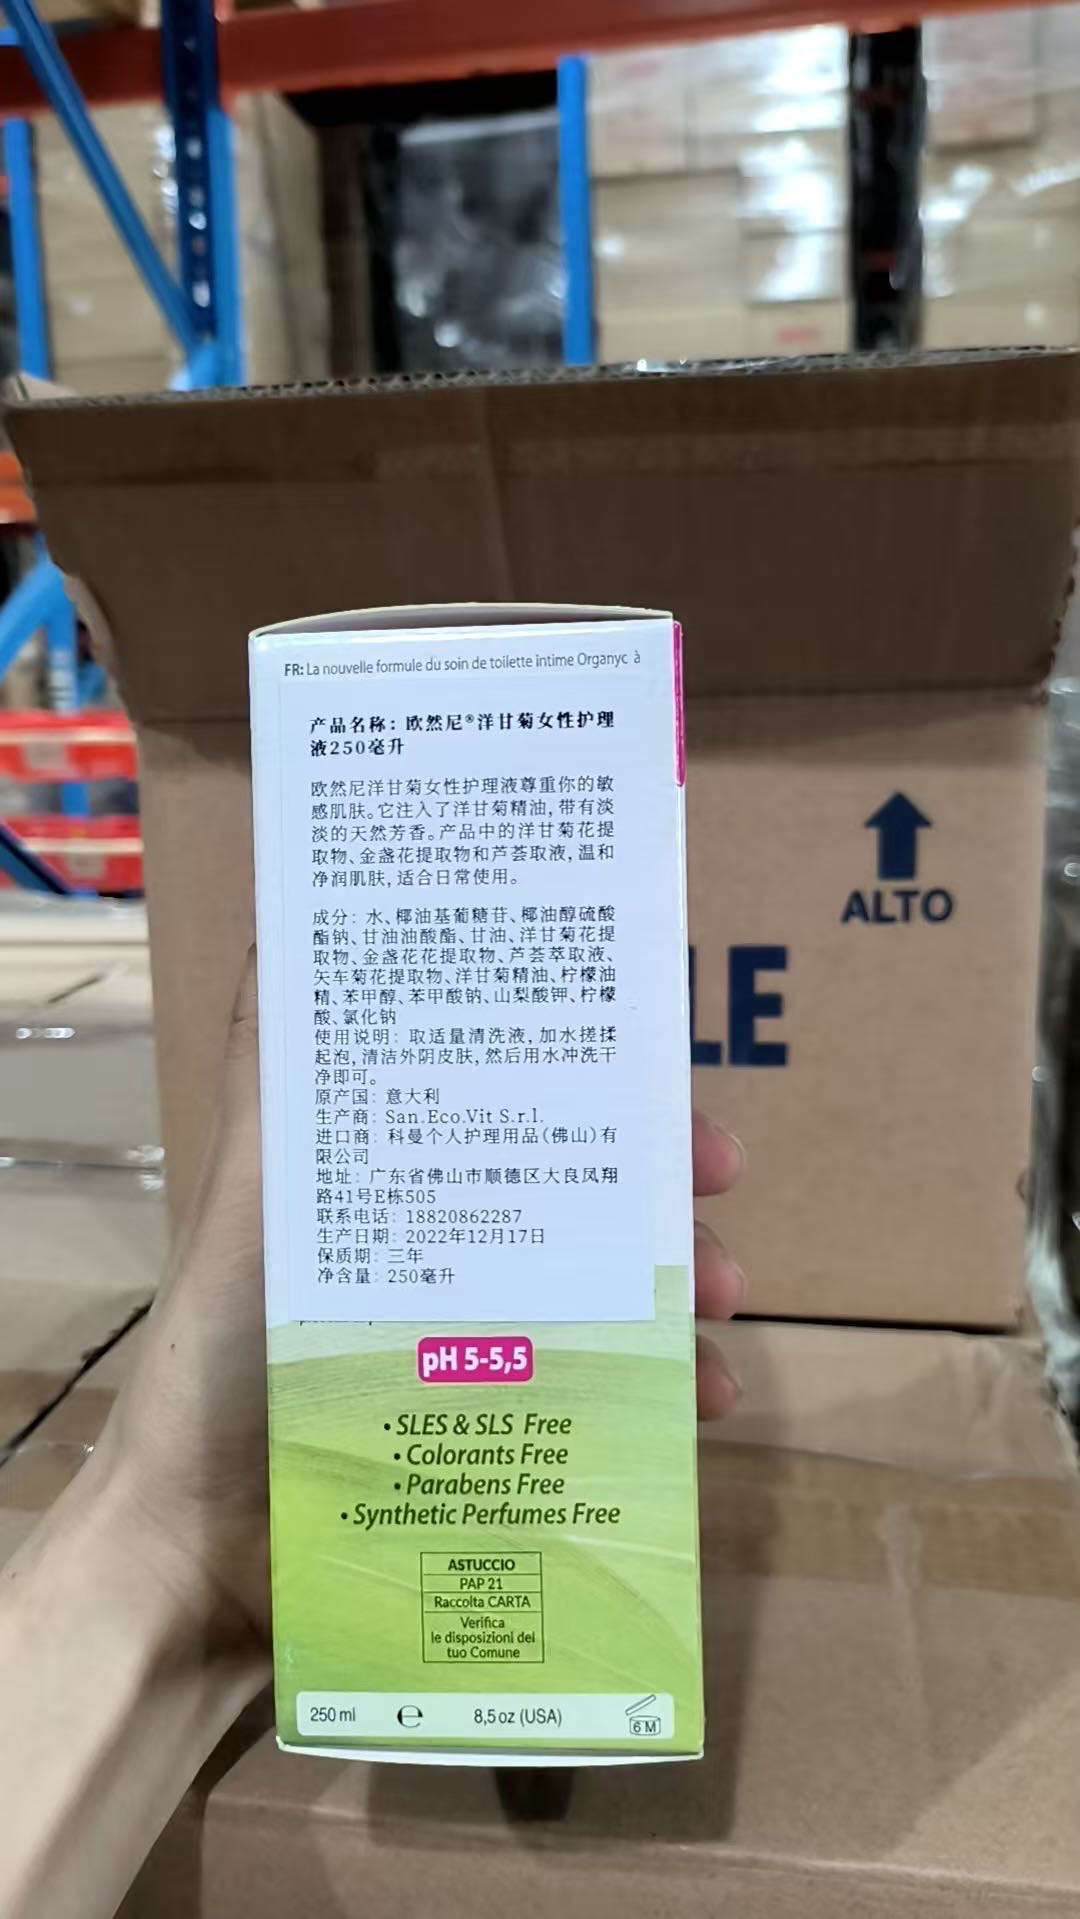 FR: La nouvelle formule du soin de toilette intime Organyc à
产品名称：欧然尼®洋甘菊女性护理
液250毫升
欧然尼洋甘菊女性护理液尊重你的敏
感肌肤。它注入了洋甘菊精油，带有淡
淡的天然芳香。产品中的洋甘菊花提
取物、金盏花提取物和芦荟取液，温和
净润肌肤，适合日常使用。
成分：水、椰油基葡糖苷、椰油醇硫酸
酯钠、甘油油酸酯、甘油、洋甘菊花提
取物、金盏花花提取物、芦荟萃取液、
矢车菊花提取物、洋甘菊精油、柠檬油
精、苯甲醇、苯甲酸钠、山梨酸钾、柠檬
酸、氯化钠
使用说明：取适量清洗液，加水搓揉
起泡，清洁外阴皮肤，然后用水冲洗干
净即可。
原产国：意大利
生产商：San.Eco.Vit S.r.l.
进口商：科曼个人护理用品（佛山）有
限公司
地址：广东省佛山市顺德区大良凤翔
路41号E栋505
联系电话：18820862287
生产日期：2022年12月17日
保质期：三年
净含量：250毫升
pH 5-5,5
• SLES & SLS Free
• Colorants Free
• Parabens Free
• Synthetic Perfumes Free
ASTUCCIO
PAP 21
Raccolta CARTA
Verifica
le disposizioni del
tuo Comune
250 ml e 8,5 oz (USA) 6 M
ALTO
LE